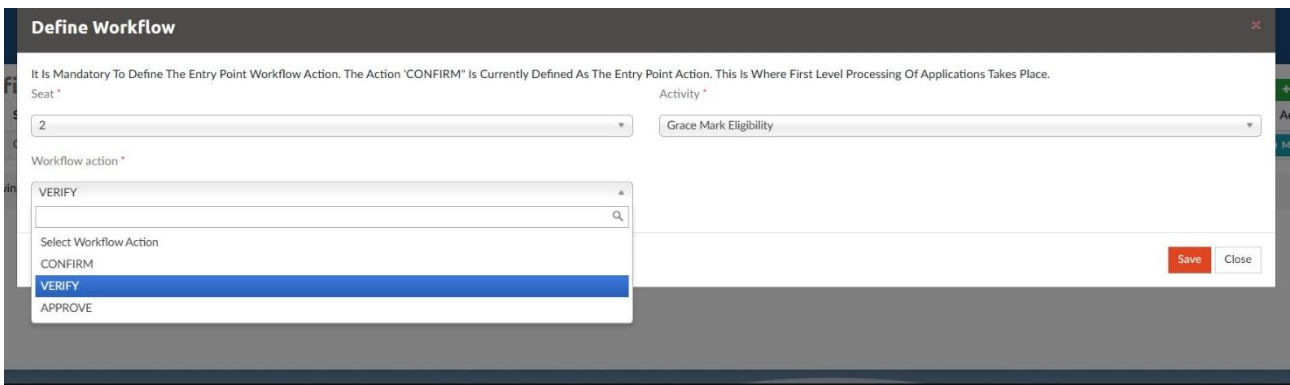 Define Workflow
×
It Is Mandatory To Define The Entry Point Workflow Action. The Action 'CONFIRM" Is Currently Defined As The Entry Point Action. This Is Where First Level Processing Of Applications Takes Place.
Seat * Activity *
2 Grace Mark Eligibility
Workflow action *
VERIFY
Select Workflow Action
CONFIRM
VERIFY
APPROVE
Save Close